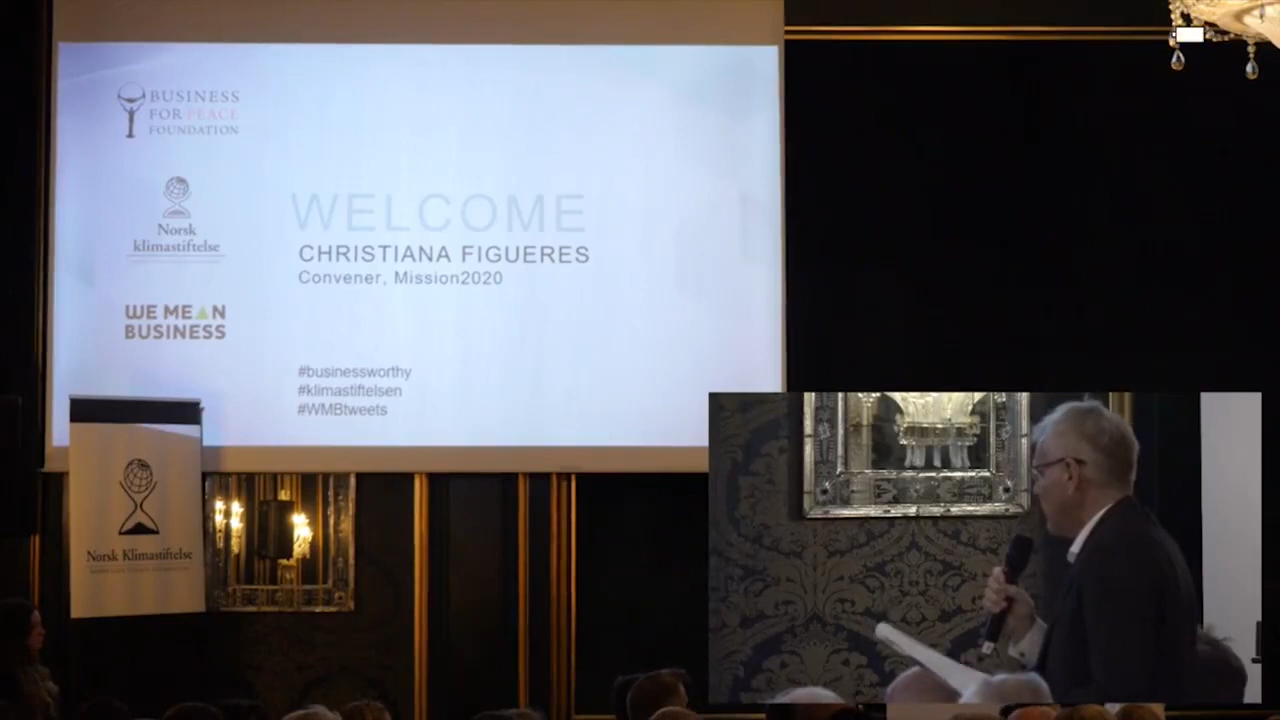 BUSINESS
FOR PEACE
FOUNDATION
Norsk
klimastiftelse
WE MEAN
BUSINESS
WELCOME
CHRISTIANA FIGUERES
Convener, Mission2020
#businessworthy
#klimastiftelsen
#WMBtweets
Norsk Klimastiftelse